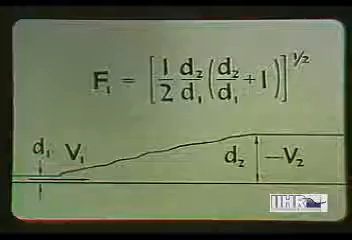 F₁ = [1/2 d₂/d₁ (d₂/d₁ + 1)]^1/2
d₁ V₁ d₂ –V₂
IIHR